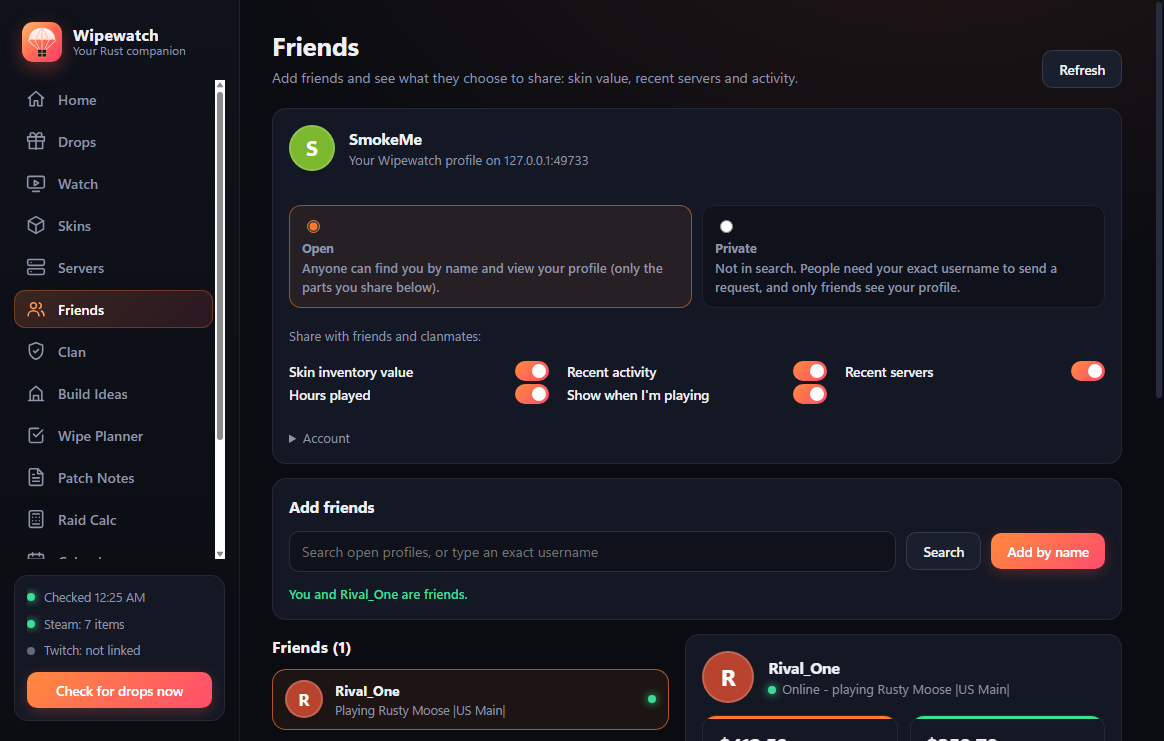 Wipewatch
Your Rust companion
Home
Drops
Watch
Skins
Servers
Friends
Clan
Build Ideas
Wipe Planner
Patch Notes
Raid Calc
Checked 12:25 AM
Steam: 7 items
Twitch: not linked
Check for drops now
Friends
Add friends and see what they choose to share: skin value, recent servers and activity.
Refresh
S
SmokeMe
Your Wipewatch profile on 127.0.0.1:49733
Open
Anyone can find you by name and view your profile (only the
parts you share below).
Private
Not in search. People need your exact username to send a
request, and only friends see your profile.
Share with friends and clanmates:
Skin inventory value
Recent activity
Recent servers
Hours played
Show when I'm playing
Account
Add friends
Search open profiles, or type an exact username
Search
Add by name
You and Rival_One are friends.
Friends (1)
R
Rival_One
Playing Rusty Moose |US Main|
R
Rival_One
Online - playing Rusty Moose |US Main|